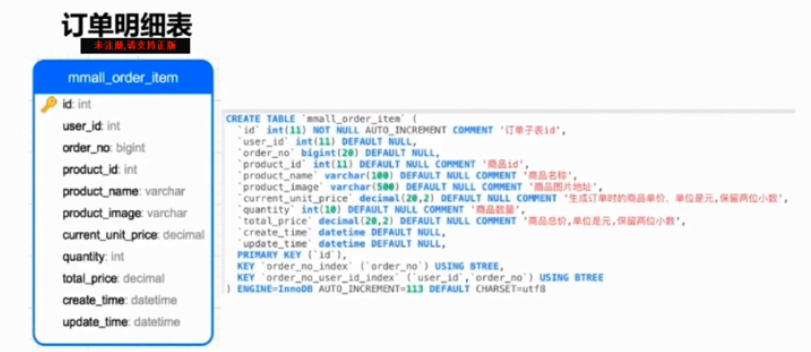 订单明细表
未注册,请支持正版
mmall_order_item
id: int
user_id: int
order_no: bigint
product_id: int
product_name: varchar
product_image: varchar
current_unit_price: decimal
quantity: int
total_price: decimal
create_time: datetime
update_time: datetime
CREATE TABLE `mmall_order_item` (
`id` int(11) NOT NULL AUTO_INCREMENT COMMENT '订单子表id',
`user_id` int(11) DEFAULT NULL,
`order_no` bigint(20) DEFAULT NULL,
`product_id` int(11) DEFAULT NULL COMMENT '商品id',
`product_name` varchar(100) DEFAULT NULL COMMENT '商品名称',
`product_image` varchar(500) DEFAULT NULL COMMENT '商品图片地址',
`current_unit_price` decimal(20,2) DEFAULT NULL COMMENT '生成订单时的商品单价，单位是元,保留两位小数',
`quantity` int(10) DEFAULT NULL COMMENT '商品数量',
`total_price` decimal(20,2) DEFAULT NULL COMMENT '商品总价,单位是元,保留两位小数',
`create_time` datetime DEFAULT NULL,
`update_time` datetime DEFAULT NULL,
PRIMARY KEY (`id`),
KEY `order_no_index` (`order_no`) USING BTREE,
KEY `order_no_user_id_index` (`user_id`,`order_no`) USING BTREE
) ENGINE=InnoDB AUTO_INCREMENT=113 DEFAULT CHARSET=utf8